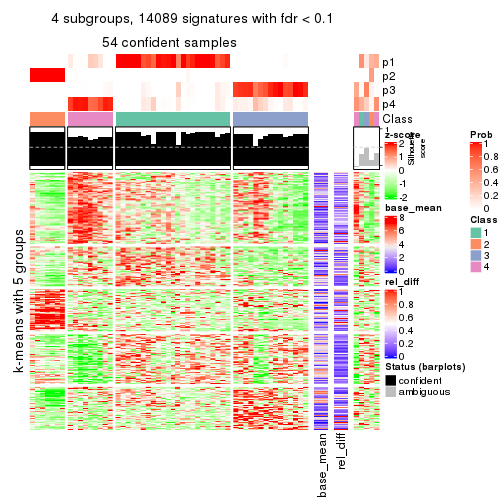 4 subgroups, 14089 signatures with fdr < 0.1
54 confident samples
p1
p2
p3
p4
Class
1
Silhouette
score
z-score
2
1
0
-1
-2
base_mean
8
6
4
2
0
rel_diff
1
0.8
0.6
0.4
0.2
0
Status (barplots)
confident
ambiguous
Prob
1
0.8
0.6
0.4
0.2
0
Class
1
2
3
4
k-means with 5 groups
base_mean
rel_diff